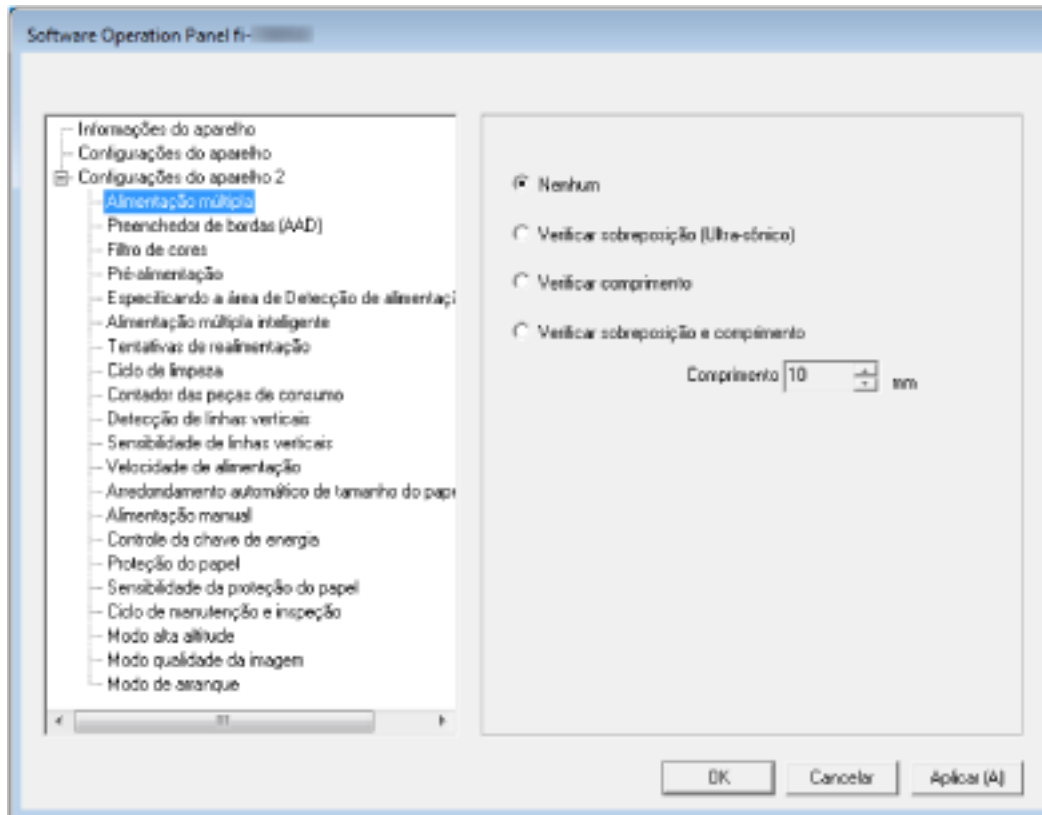 Software Operation Panel fi-
Informações do aparelho
Configurações do aparelho
Configurações do aparelho 2
Alimentação múltipla
Preenchedor de bordas (AAD)
Filtro de cores
Pré-alimentação
Especificando a área de Detecção de alimentaçã
Alimentação múltipla inteligente
Tentativas de realimentação
Ciclo de limpeza
Contador das peças de consumo
Detecção de linhas verticais
Sensibilidade de linhas verticais
Velocidade de alimentação
Arredondamento automático de tamanho do pape
Alimentação manual
Controle da chave de energia
Proteção do papel
Sensibilidade da proteção do papel
Ciclo de manutenção e inspeção
Modo alta altitude
Modo qualidade da imagem
Modo de arranque
Nenhum
Verificar sobreposição (Ultra-sônico)
Verificar comprimento
Verificar sobreposição e comprimento
Comprimento 10 mm
OK Cancelar Aplicar (A)